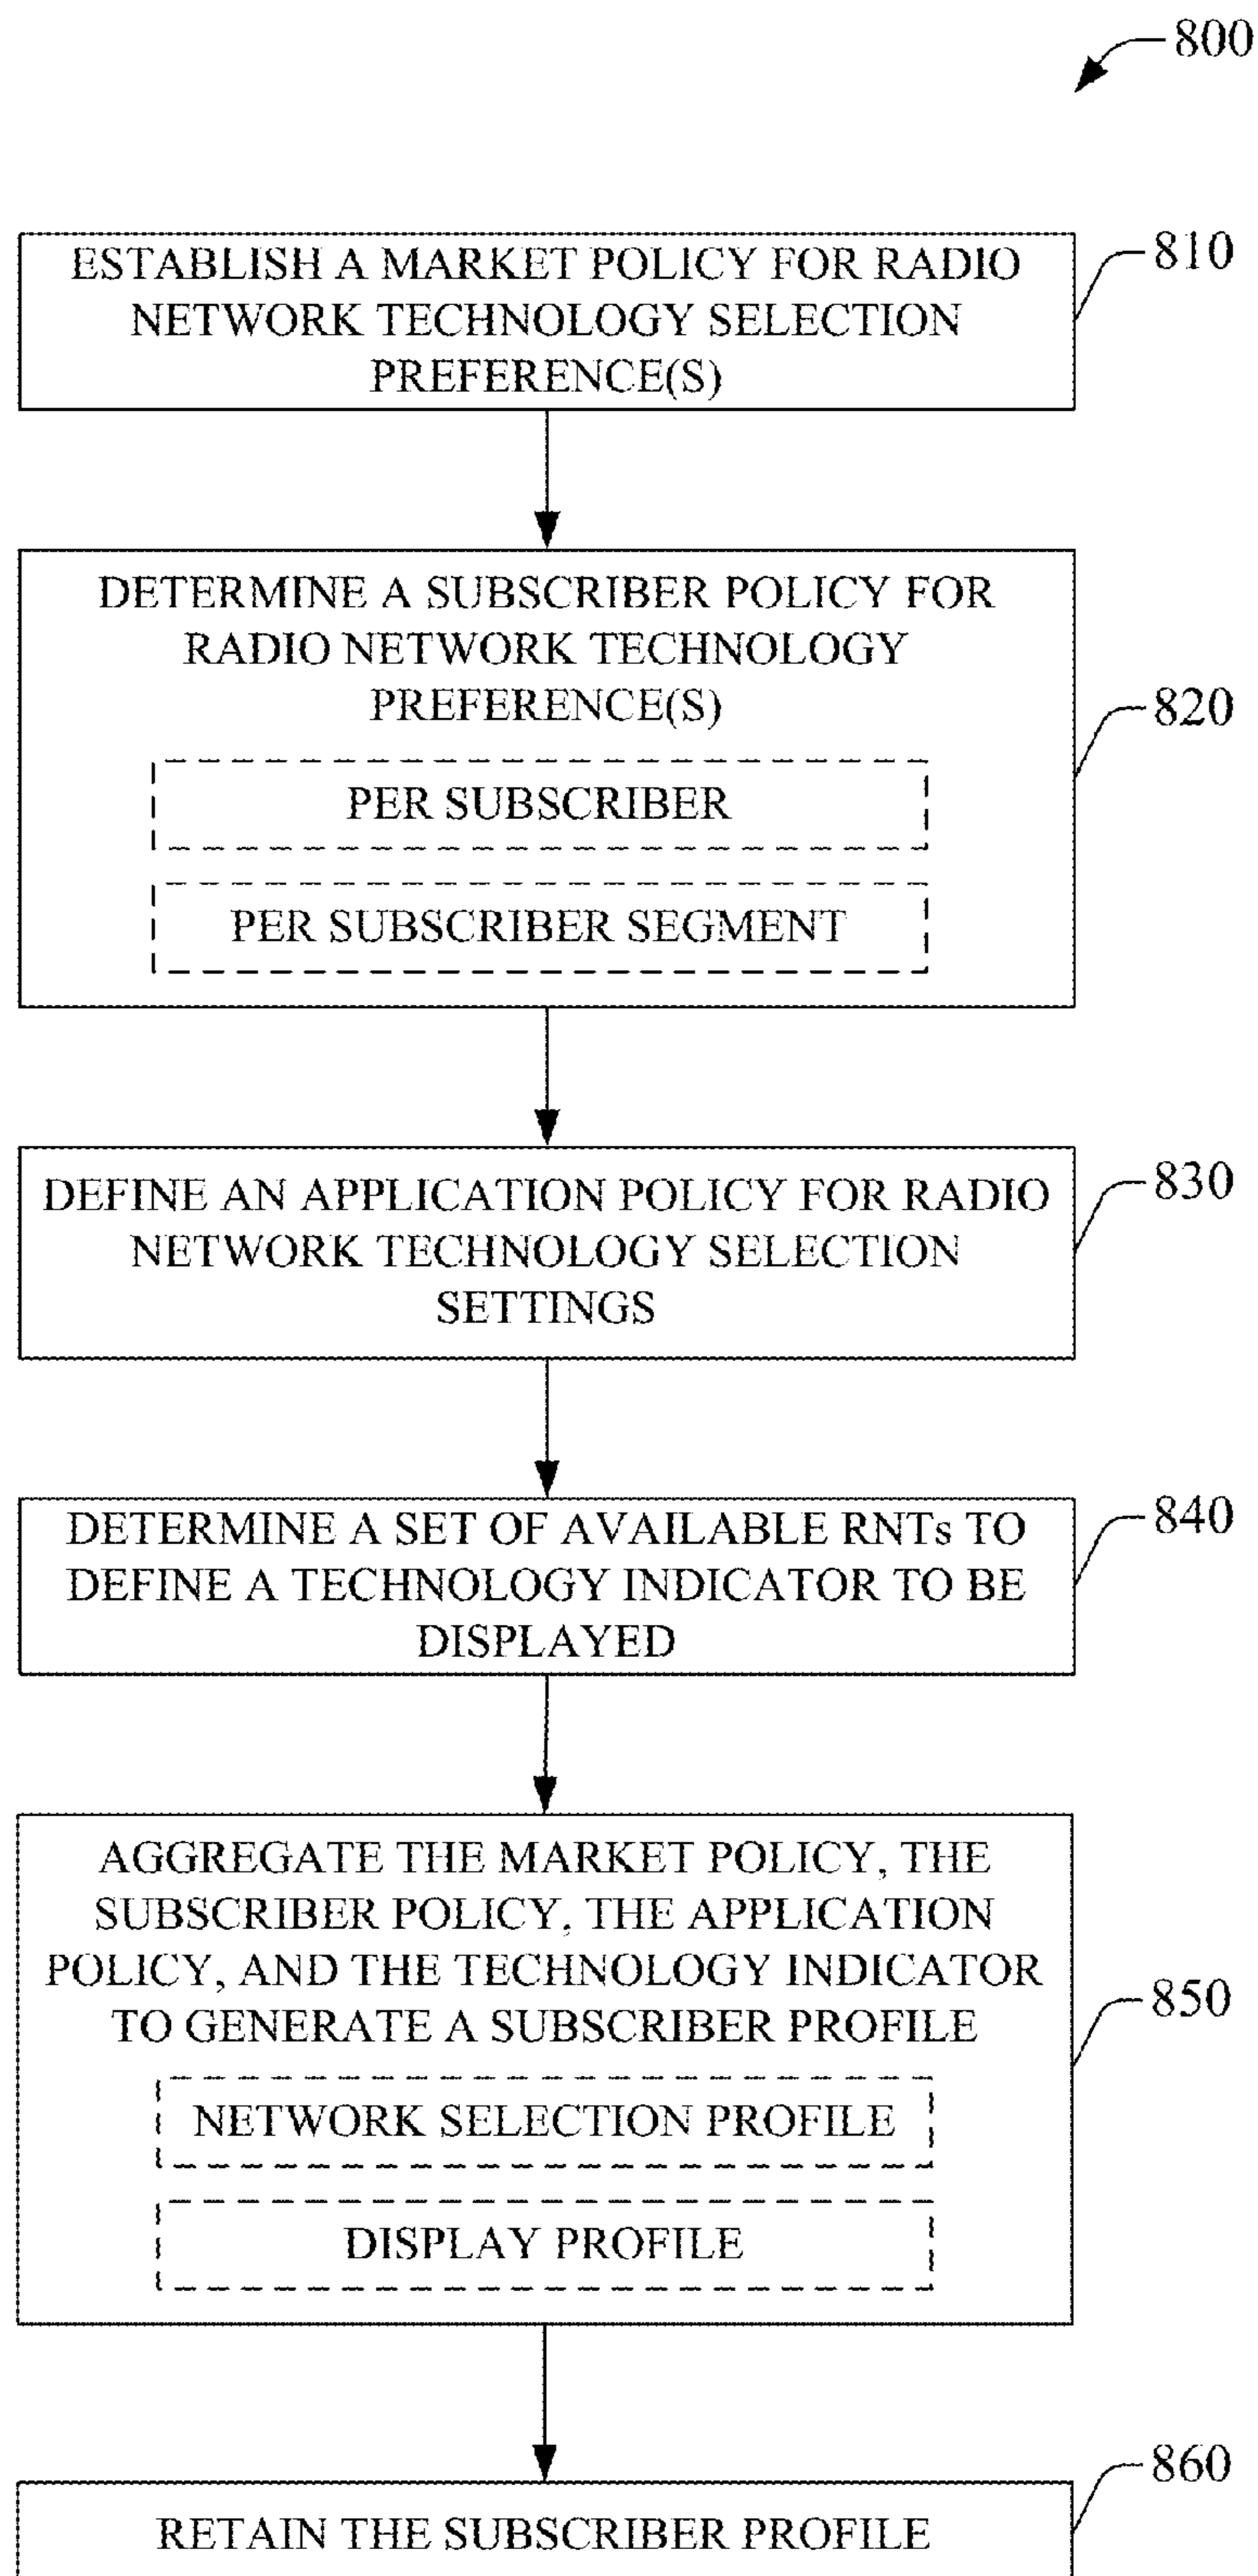 800
ESTABLISH A MARKET POLICY FOR RADIO
NETWORK TECHNOLOGY SELECTION
PREFERENCE(S)
810
DETERMINE A SUBSCRIBER POLICY FOR
RADIO NETWORK TECHNOLOGY
PREFERENCE(S)
820
PER SUBSCRIBER
PER SUBSCRIBER SEGMENT
DEFINE AN APPLICATION POLICY FOR RADIO
NETWORK TECHNOLOGY SELECTION
SETTINGS
830
DETERMINE A SET OF AVAILABLE RNTs TO
DEFINE A TECHNOLOGY INDICATOR TO BE
DISPLAYED
840
AGGREGATE THE MARKET POLICY, THE
SUBSCRIBER POLICY, THE APPLICATION
POLICY, AND THE TECHNOLOGY INDICATOR
TO GENERATE A SUBSCRIBER PROFILE
850
NETWORK SELECTION PROFILE
DISPLAY PROFILE
RETAIN THE SUBSCRIBER PROFILE
860